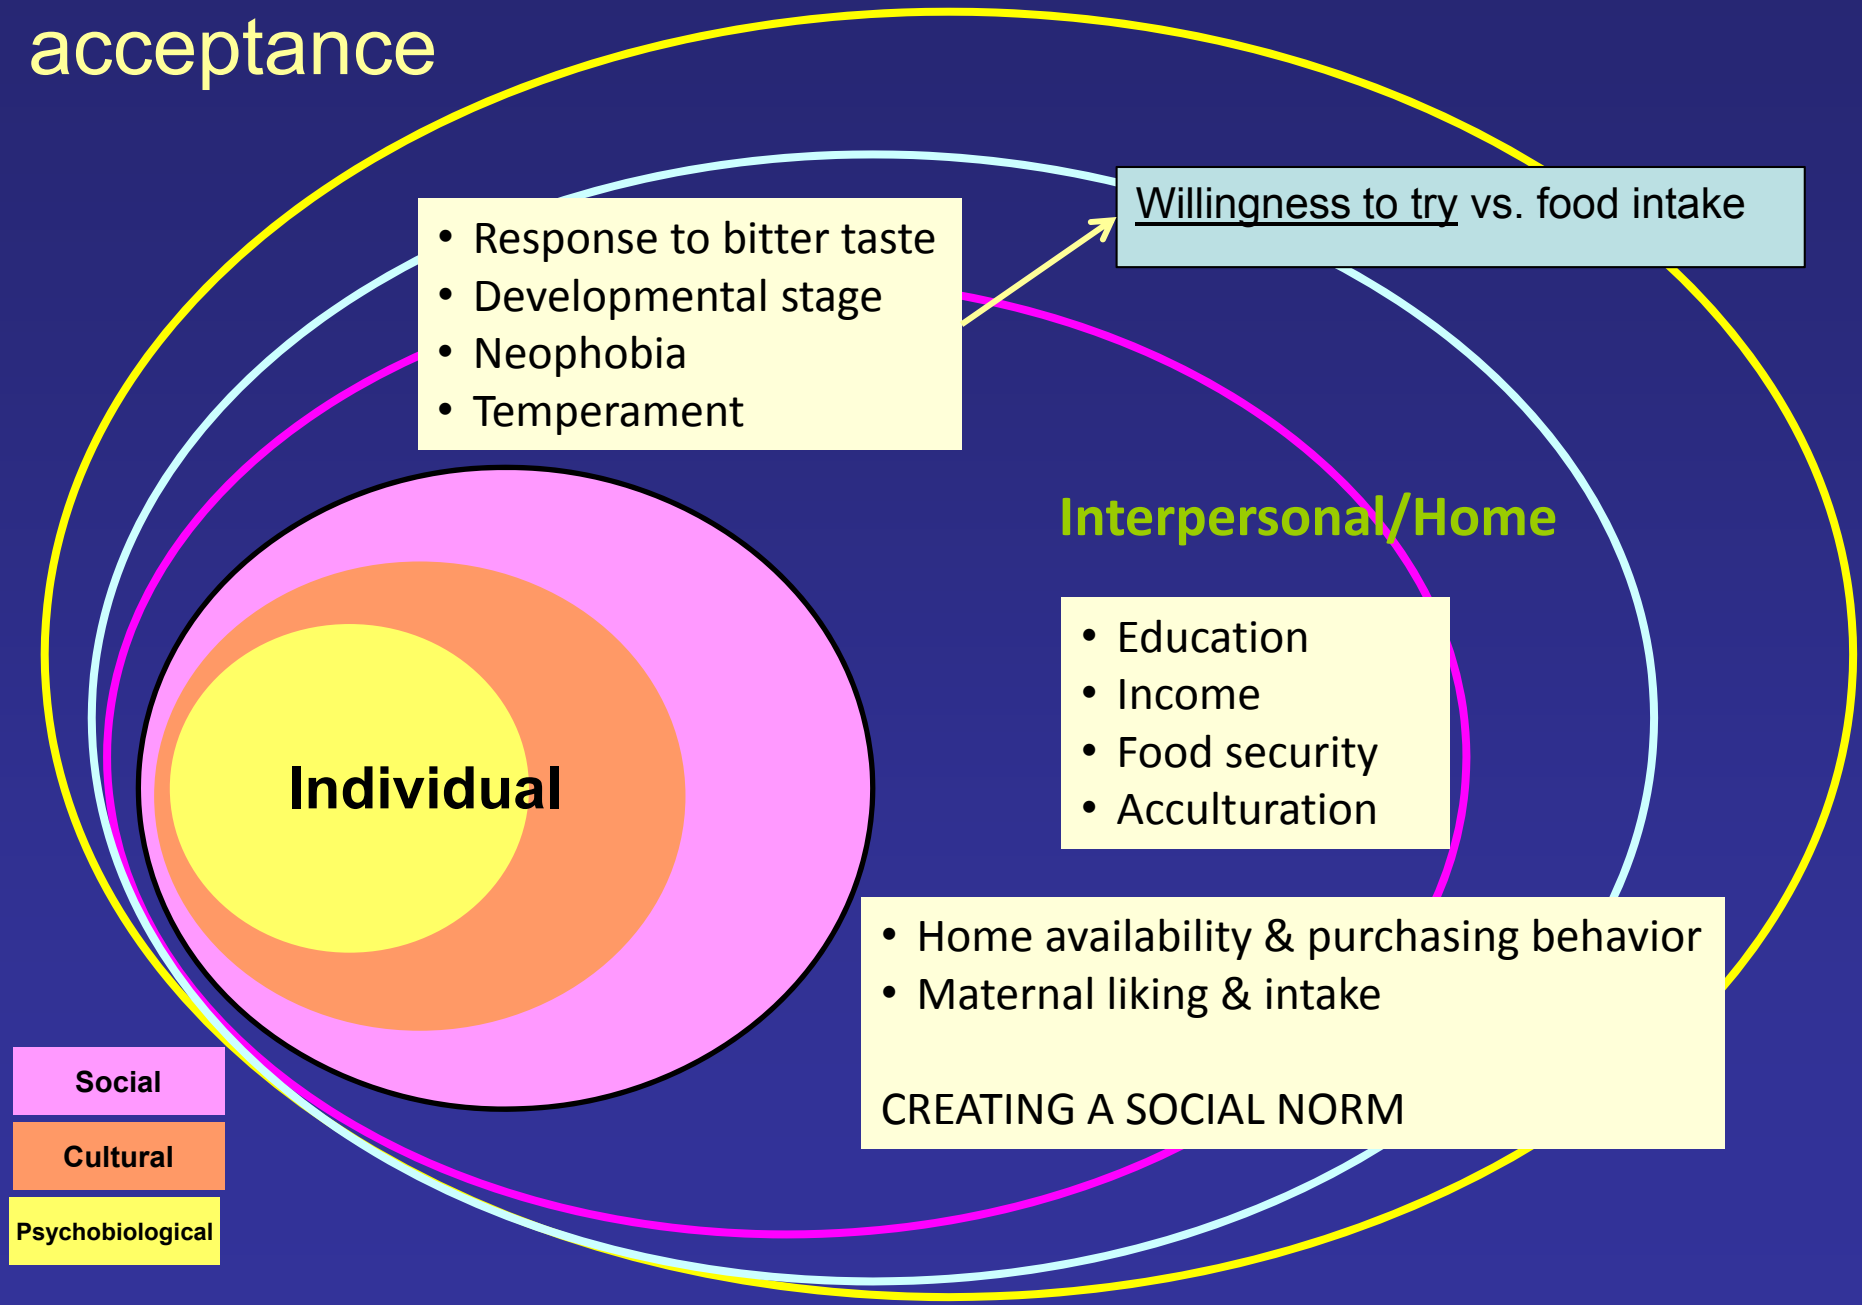 acceptance
Willingness to try vs. food intake
• Response to bitter taste
• Developmental stage
• Neophobia
• Temperament
Interpersonal/Home
• Education
• Income
• Food security
• Acculturation
Individual
• Home availability & purchasing behavior
• Maternal liking & intake
CREATING A SOCIAL NORM
Social
Cultural
Psychobiological